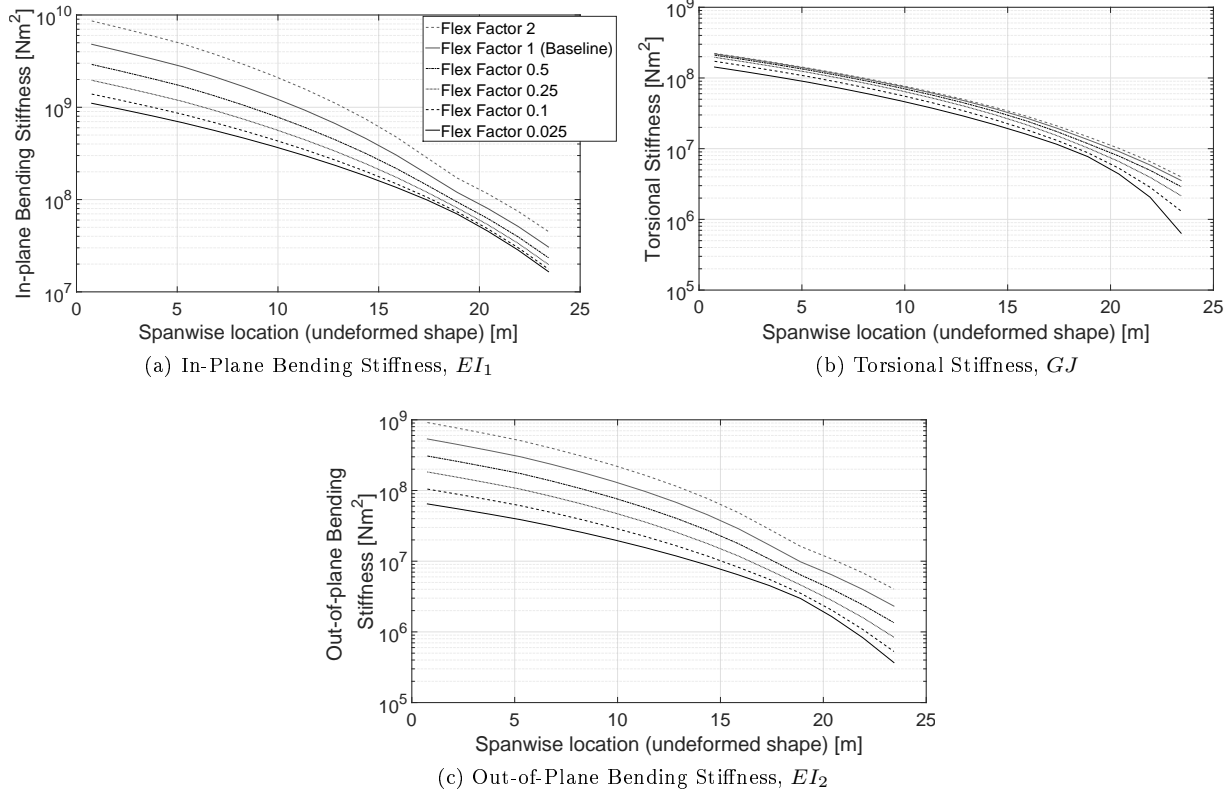 10^10
10^9
10^8
10^7
In-plane Bending Stiffness [Nm^2]
Flex Factor 2
Flex Factor 1 (Baseline)
Flex Factor 0.5
Flex Factor 0.25
Flex Factor 0.1
Flex Factor 0.025
0 5 10 15 20 25
Spanwise location (undeformed shape) [m]
(a) In-Plane Bending Stiffness, EI_1
10^9
10^8
10^7
10^6
10^5
Torsional Stiffness [Nm^2]
0 5 10 15 20 25
Spanwise location (undeformed shape) [m]
(b) Torsional Stiffness, GJ
10^9
10^8
10^7
10^6
10^5
Out-of-plane Bending
Stiffness [Nm^2]
0 5 10 15 20 25
Spanwise location (undeformed shape) [m]
(c) Out-of-Plane Bending Stiffness, EI_2